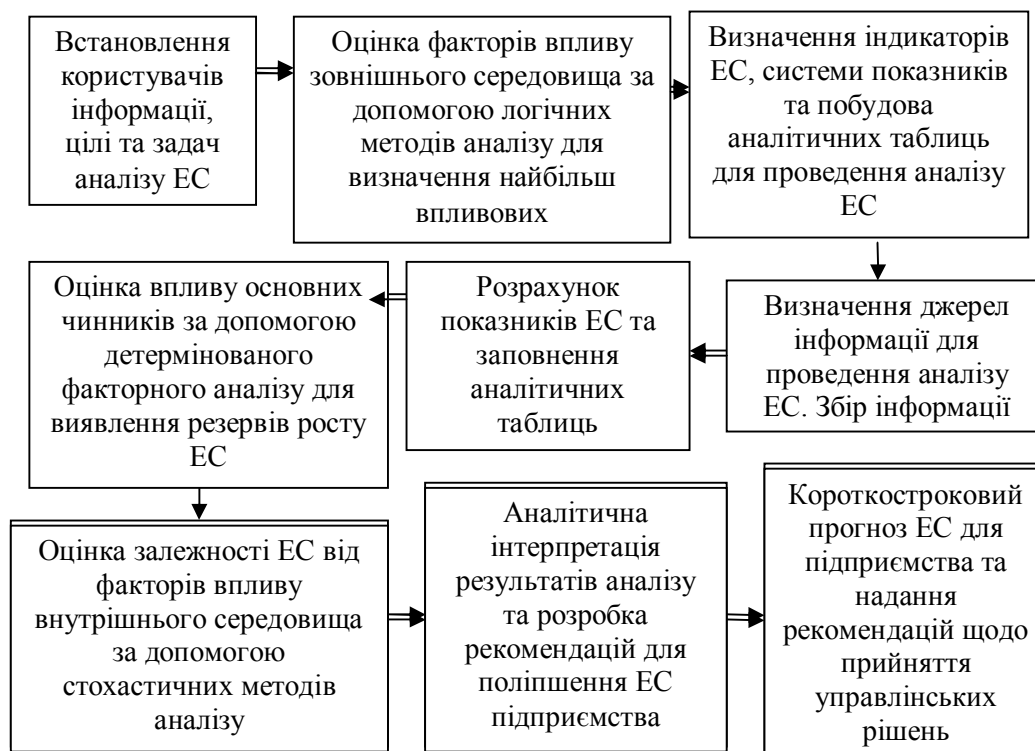 Встановлення
користувачів
інформації,
цілі та задач
аналізу ЕС
Оцінка факторів впливу
зовнішнього середовища за
допомогою логічних
методів аналізу для
визначення найбільш
впливових
Визначення індикаторів
ЕС, системи показників
та побудова
аналітичних таблиць
для проведення аналізу
ЕС
Визначення джерел
інформації для
проведення аналізу
ЕС. Збір інформації
Розрахунок
показників ЕС та
заповнення
аналітичних
таблиць
Оцінка впливу основних
чинників за допомогою
детермінованого
факторного аналізу для
виявлення резервів росту
ЕС
Оцінка залежності ЕС від
факторів впливу
внутрішнього середовища
за допомогою
стохастичних методів
аналізу
Аналітична
інтерпретація
результатів аналізу
та розробка
рекомендацій для
поліпшення ЕС
підприємства
Короткостроковий
прогноз ЕС для
підприємства та
надання
рекомендацій щодо
прийняття
управлінських
рішень